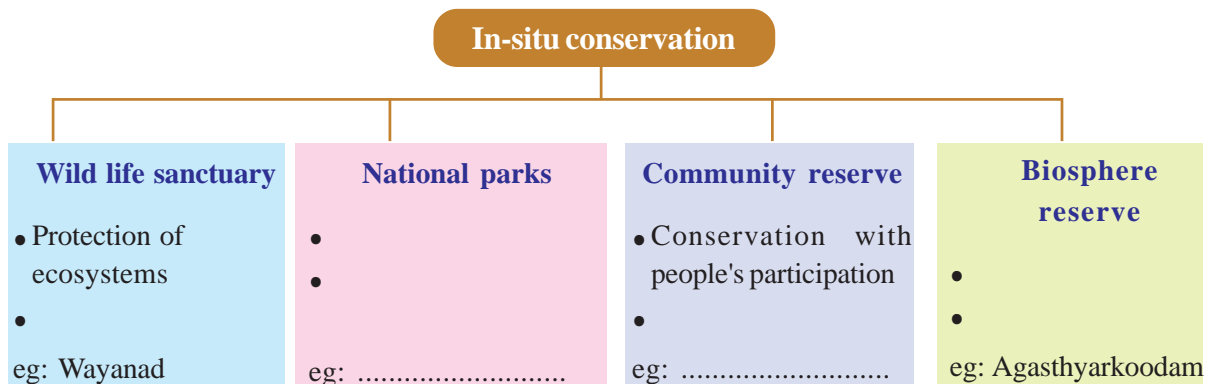 In-situ conservation
Wild life sanctuary
• Protection of
ecosystems
•
eg: Wayanad
National parks
•
•
eg: ..............................
Community reserve
• Conservation with
people's participation
•
eg: ..............................
Biosphere
reserve
•
•
eg: Agasthyarkoodam